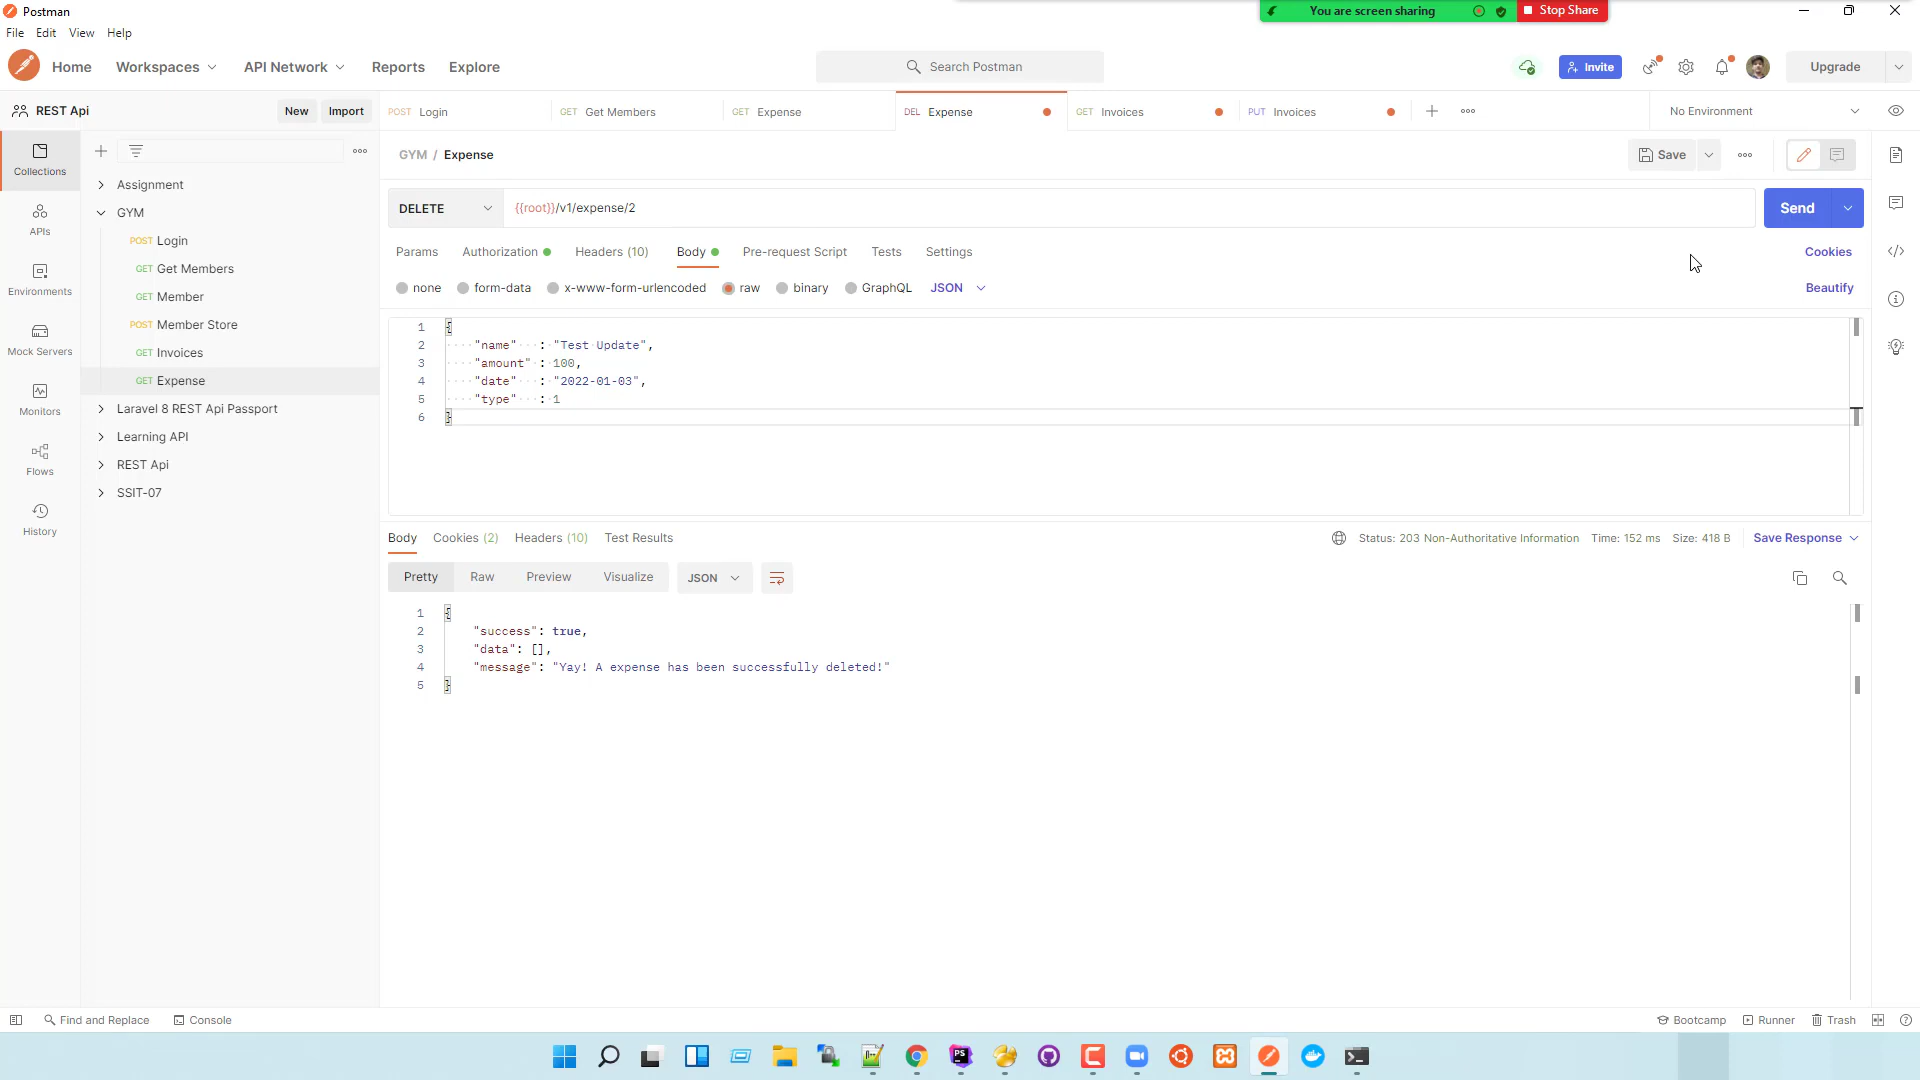 Postman
You are screen sharing
Stop Share
File Edit View Help
Home Workspaces API Network Reports Explore
Search Postman
Invite
Upgrade
REST Api
New Import
POST Login
GET Get Members
GET Expense
DEL Expense
GET Invoices
PUT Invoices
No Environment
Collections
APIs
Environments
Mock Servers
Monitors
Flows
History
Assignment
GYM
POST Login
GET Get Members
GET Member
POST Member Store
GET Invoices
GET Expense
Laravel 8 REST Api Passport
Learning API
REST Api
SSIT-07
GYM / Expense
Save
DELETE
{{root}}/v1/expense/2
Send
Params Authorization Headers (10) Body Pre-request Script Tests Settings
Cookies
none form-data x-www-form-urlencoded raw binary GraphQL JSON
Beautify
1 {
2 "name" : "Test Update",
3 "amount" : 100,
4 "date" : "2022-01-03",
5 "type" : 1
6 }
Body Cookies (2) Headers (10) Test Results
Status: 203 Non-Authoritative Information Time: 152 ms Size: 418 B Save Response
Pretty Raw Preview Visualize JSON
1 {
2 "success": true,
3 "data": [],
4 "message": "Yay! A expense has been successfully deleted!"
5 }
Find and Replace Console
Bootcamp Runner Trash
PS